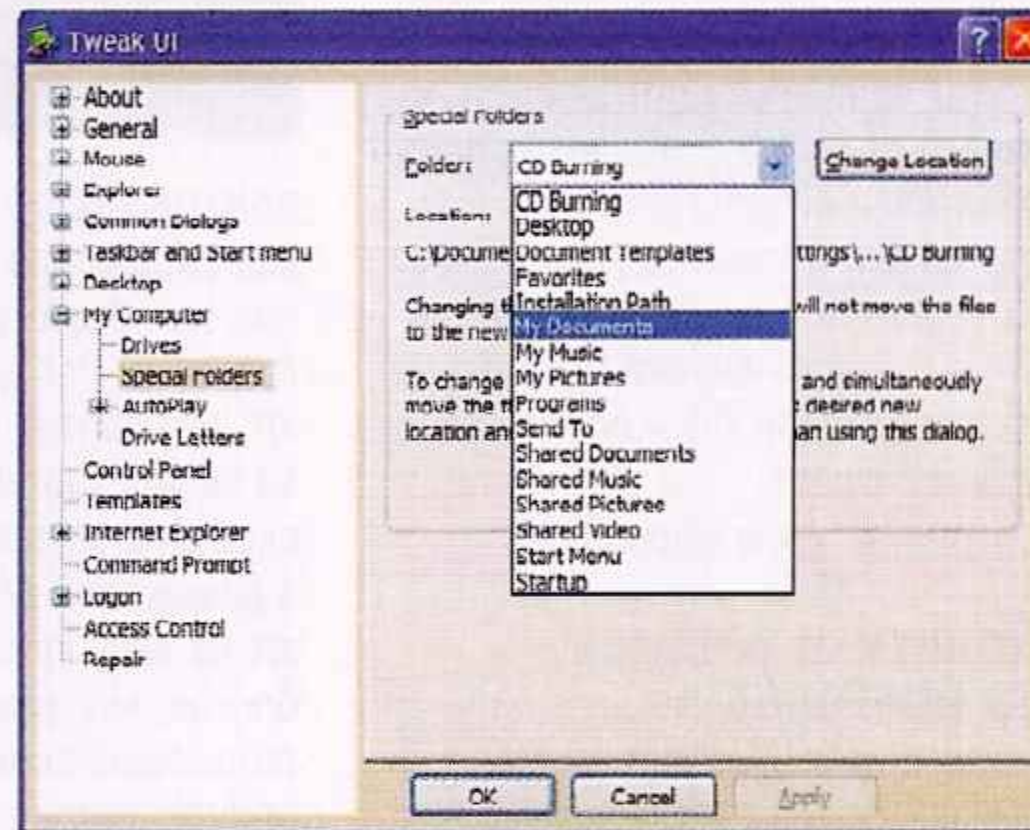 Tweak UI
About
General
Mouse
Explorer
Common Dialogs
Taskbar and Start menu
Desktop
My Computer
Drives
Special Folders
AutoPlay
Drive Letters
Control Panel
Templates
Internet Explorer
Command Prompt
Logon
Access Control
Repair
Special Folders
Folder: CD Burning Change Location
CD Burning
Desktop
Document Templates
Favorites
Installation Path
My Documents
My Music
My Pictures
Programs
Send To
Shared Documents
Shared Music
Shared Pictures
Shared Video
Start Menu
Startup
Location:
C:\Docume ttings\...\CD Burning
Changing t will not move the files
to the new
To change and simultaneously
move the f desired new
location an an using this dialog.
OK Cancel Apply